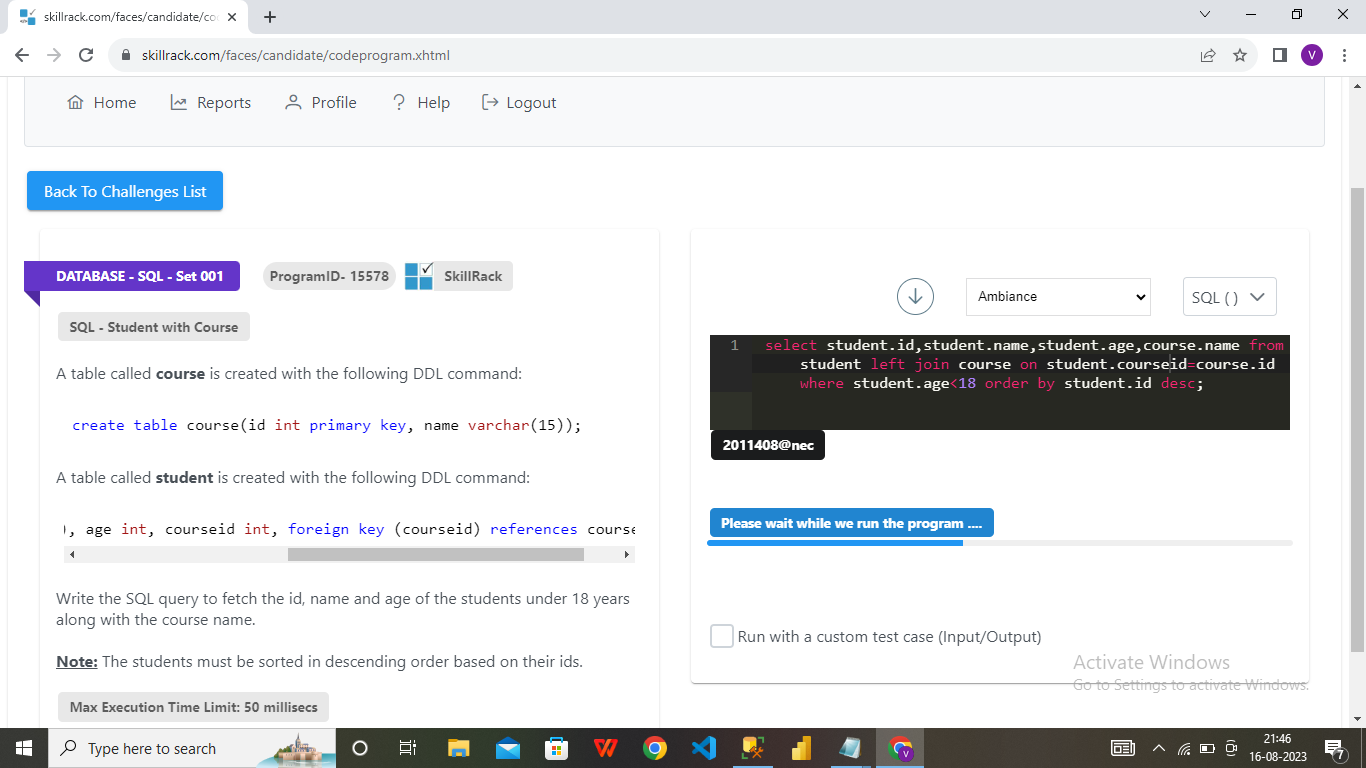 skillrack.com/faces/candidate/co
skillrack.com/faces/candidate/codeprogram.xhtml
V
Home
Reports
Profile
? Help
Logout
Back To Challenges List
DATABASE - SQL - Set 001
ProgramID- 15578
SkillRack
SQL - Student with Course
A table called course is created with the following DDL command:
create table course(id int primary key, name varchar(15));
A table called student is created with the following DDL command:
), age int, courseid int, foreign key (courseid) references course
Write the SQL query to fetch the id, name and age of the students under 18 years
along with the course name.
Note: The students must be sorted in descending order based on their ids.
Max Execution Time Limit: 50 millisecs
Ambiance
SQL ( )
1 select student.id,student.name,student.age,course.name from
student left join course on student.courseid=course.id
where student.age<18 order by student.id desc;
2011408@nec
Please wait while we run the program ....
Run with a custom test case (Input/Output)
Activate Windows
Go to Settings to activate Windows.
Type here to search
V
21:46
16-08-2023
7